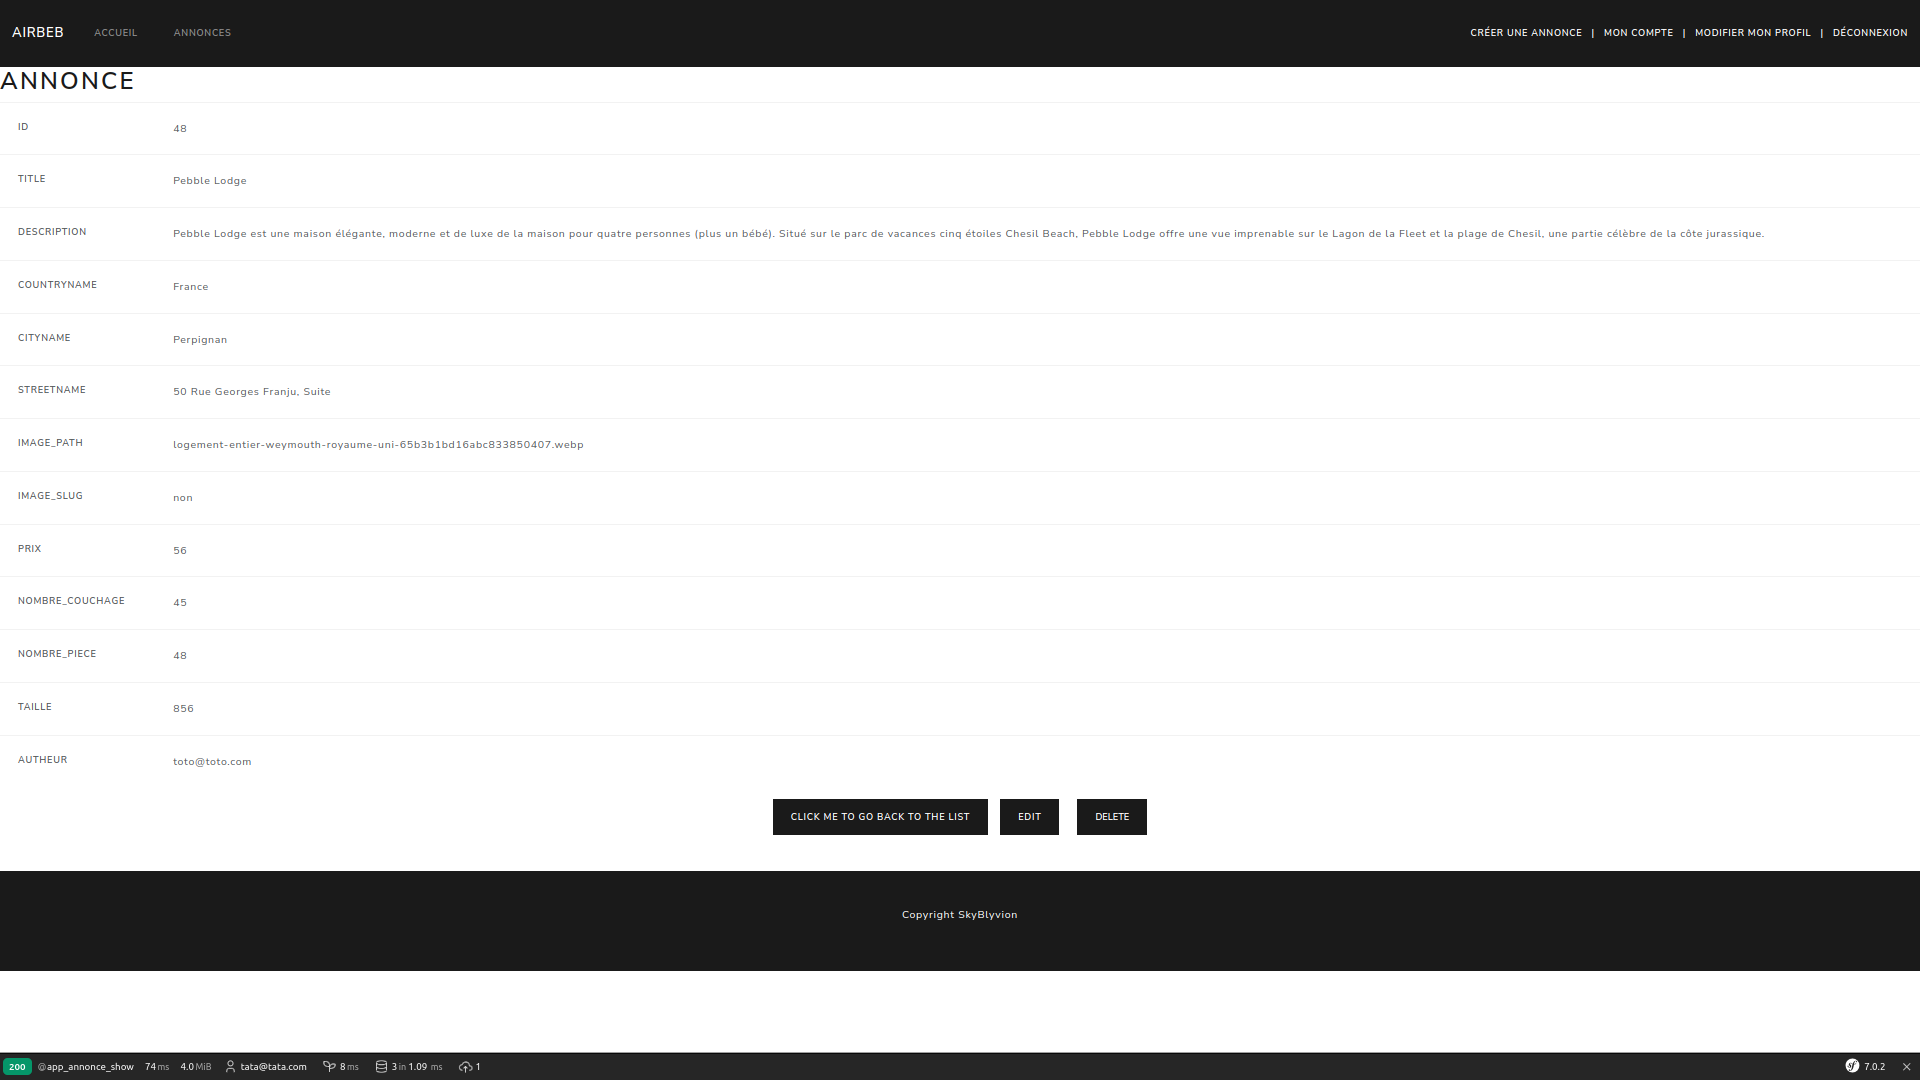 AIRBEB ACCUEIL ANNONCES CRÉER UNE ANNONCE | MON COMPTE | MODIFIER MON PROFIL | DÉCONNEXION
ANNONCE
ID 48
TITLE Pebble Lodge
DESCRIPTION Pebble Lodge est une maison élégante, moderne et de luxe de la maison pour quatre personnes (plus un bébé). Situé sur le parc de vacances cinq étoiles Chesil Beach, Pebble Lodge offre une vue imprenable sur le Lagon de la Fleet et la plage de Chesil, une partie célèbre de la côte jurassique.
COUNTRYNAME France
CITYNAME Perpignan
STREETNAME 50 Rue Georges Franju, Suite
IMAGE_PATH logement-entier-weymouth-royaume-uni-65b3b1bd16abc833850407.webp
IMAGE_SLUG non
PRIX 56
NOMBRE_COUCHAGE 45
NOMBRE_PIECE 48
TAILLE 856
AUTHEUR toto@toto.com
CLICK ME TO GO BACK TO THE LIST EDIT DELETE
Copyright SkyBlyvion
200 @app_annonce_show 74 ms 4.0 MiB tata@tata.com 8 ms 3 in 1.09 ms 1 sf 7.0.2 ×